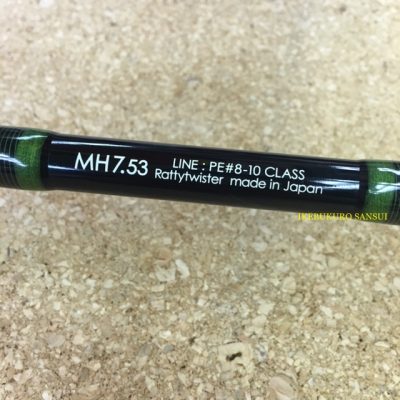 MH7.53
LINE : PE#8-10 CLASS
Rattytwister made in Japan
IKEBUKURO SANSUI